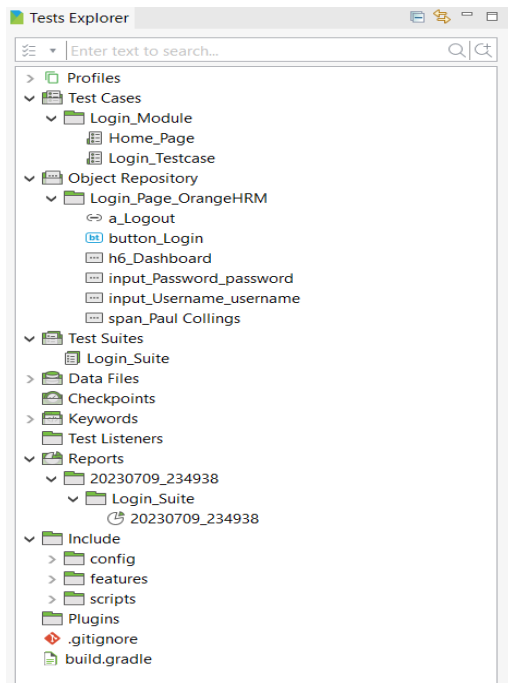 Tests Explorer
Enter text to search...
Profiles
Test Cases
Login_Module
Home_Page
Login_Testcase
Object Repository
Login_Page_OrangeHRM
a_Logout
bt button_Login
h6_Dashboard
input_Password_password
input_Username_username
span_Paul Collings
Test Suites
Login_Suite
Data Files
Checkpoints
Keywords
Test Listeners
Reports
20230709_234938
Login_Suite
20230709_234938
Include
config
features
scripts
Plugins
.gitignore
build.gradle